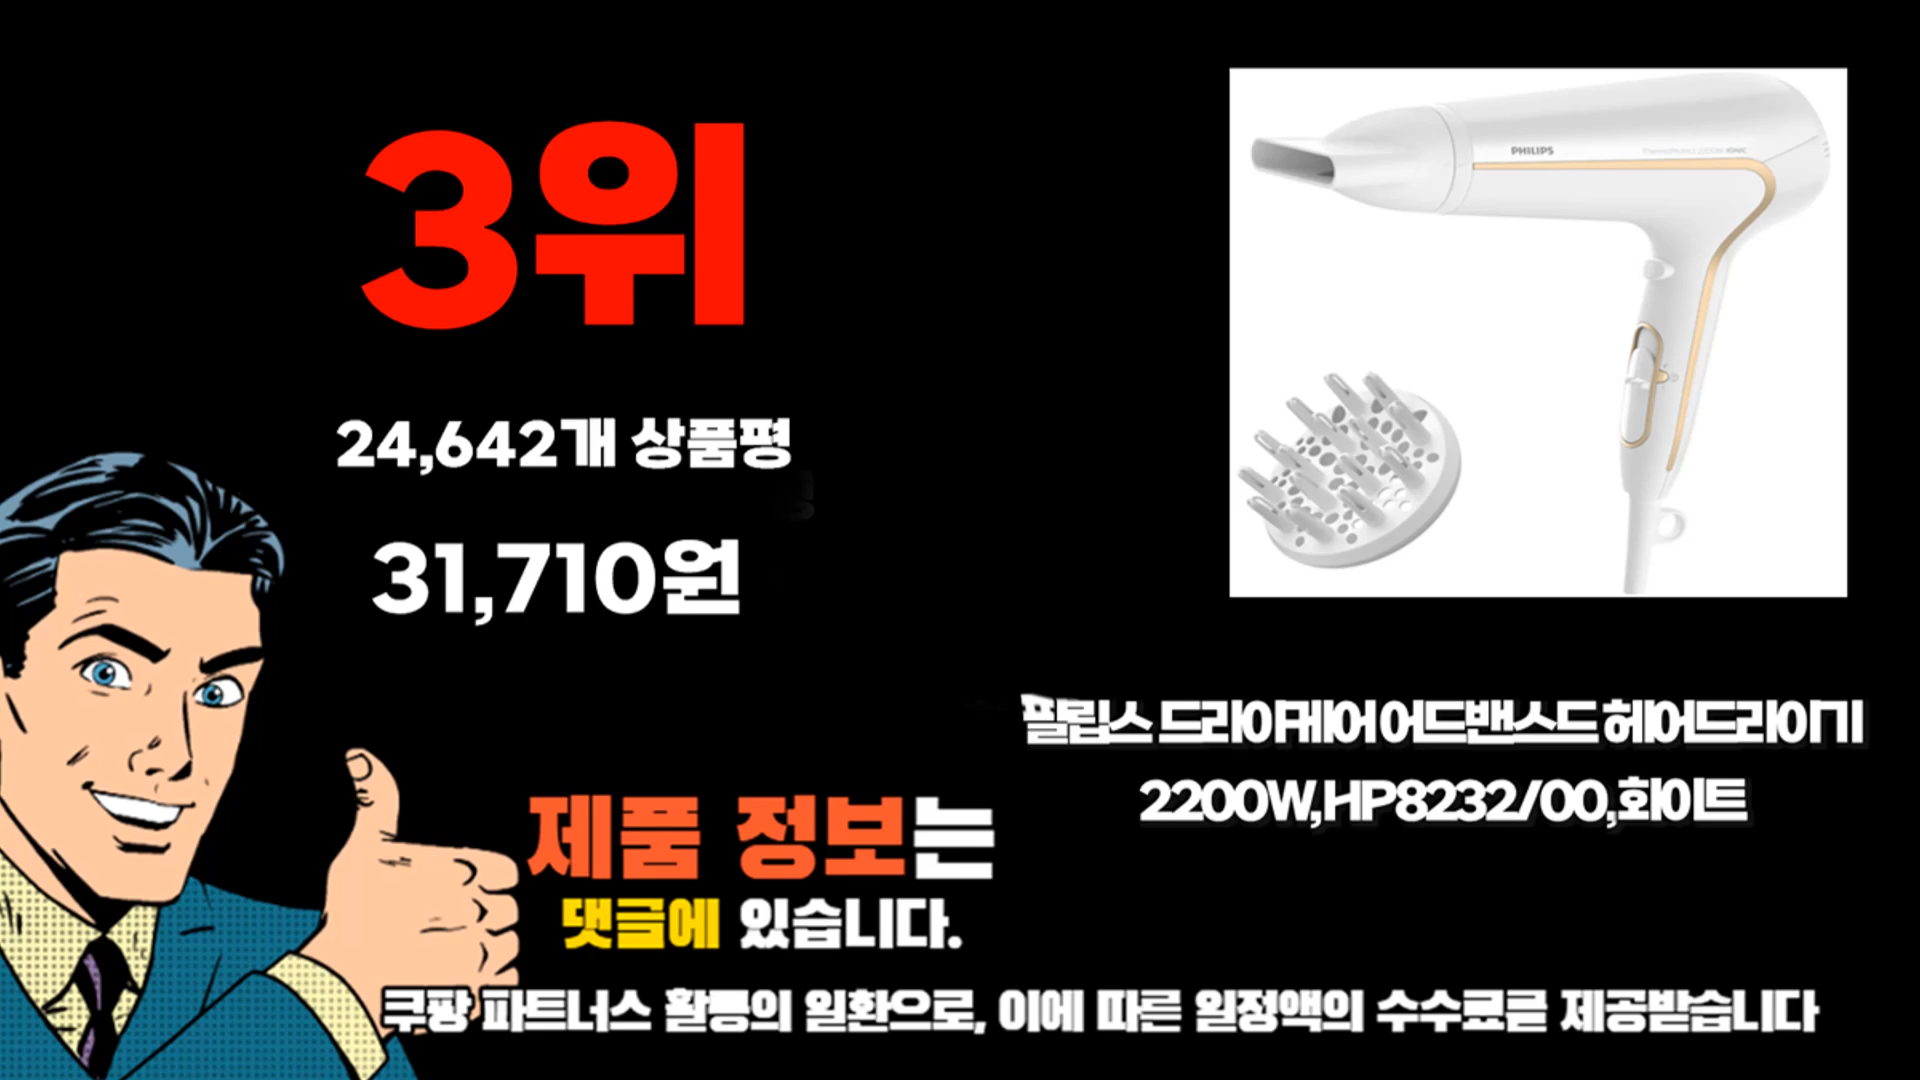 3위
24,642개 상품평
31,710원
PHILIPS
ThermoProtect 2200W IONIC
필립스 드라이케어 어드밴스드 헤어드라이기
2200W,HP8232/00,화이트
제품 정보는
댓글에 있습니다.
쿠팡 파트너스 활동의 일환으로, 이에 따른 일정액의 수수료를 제공받습니다